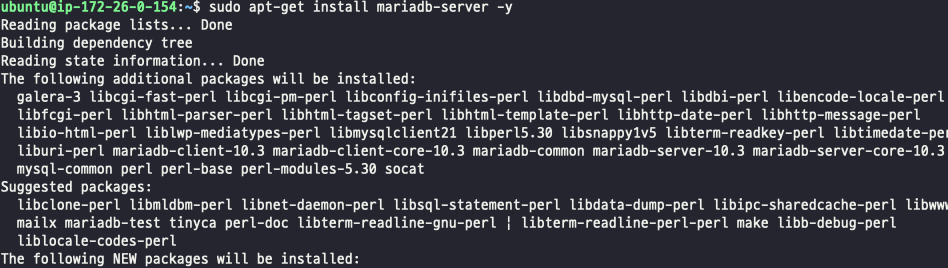 ubuntu@ip-172-26-0-154:~$ sudo apt-get install mariadb-server -y
Reading package lists... Done
Building dependency tree
Reading state information... Done
The following additional packages will be installed:
  galera-3 libcgi-fast-perl libcgi-pm-perl libconfig-inifiles-perl libdbd-mysql-perl libdbi-perl libencode-locale-perl
  libfcgi-perl libhtml-parser-perl libhtml-tagset-perl libhtml-template-perl libhttp-date-perl libhttp-message-perl
  libio-html-perl liblwp-mediatypes-perl libmysqlclient21 libperl5.30 libsnappy1v5 libterm-readkey-perl libtimedate-pe
  liburi-perl mariadb-client-10.3 mariadb-client-core-10.3 mariadb-common mariadb-server-10.3 mariadb-server-core-10.3
  mysql-common perl perl-base perl-modules-5.30 socat
Suggested packages:
  libclone-perl libmldbm-perl libnet-daemon-perl libsql-statement-perl libdata-dump-perl libipc-sharedcache-perl libww
  mailx mariadb-test tinyca perl-doc libterm-readline-gnu-perl | libterm-readline-perl-perl make libb-debug-perl
  liblocale-codes-perl
The following NEW packages will be installed: